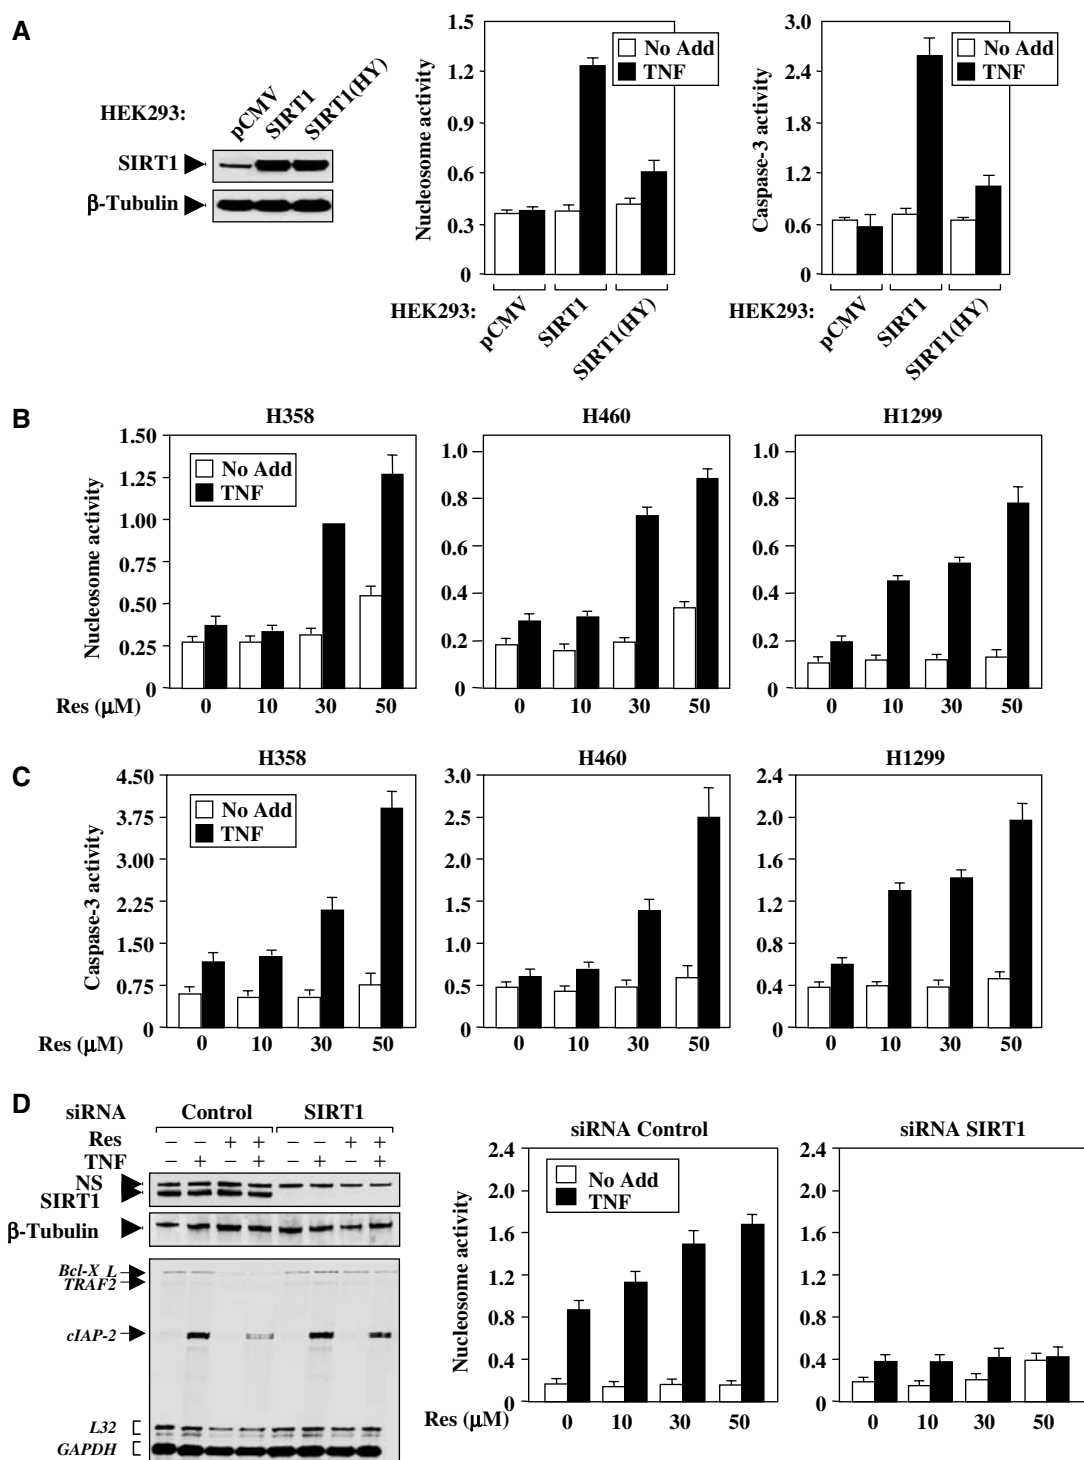 A
HEK293:
pCMV
SIRT1
SIRT1(HY)
SIRT1
β-Tubulin
Nucleosome activity
1.5
1.2
0.9
0.6
0.3
0
No Add
TNF
HEK293:
pCMV
SIRT1
SIRT1(HY)
Caspase-3 activity
3.0
2.4
1.8
1.2
0.6
0
No Add
TNF
HEK293:
pCMV
SIRT1
SIRT1(HY)
B
H358
Nucleosome activity
1.50
1.25
1.00
0.75
0.50
0.25
0
No Add
TNF
Res (μM)
0 10 30 50
H460
1.0
0.8
0.6
0.4
0.2
0
0 10 30 50
H1299
1.0
0.8
0.6
0.4
0.2
0
0 10 30 50
C
H358
Caspase-3 activity
4.50
3.75
3.00
2.25
1.50
0.75
0
No Add
TNF
Res (μM)
0 10 30 50
H460
3.0
2.5
2.0
1.5
1.0
0.5
0
0 10 30 50
H1299
2.4
2.0
1.6
1.2
0.8
0.4
0
0 10 30 50
D
siRNA Control SIRT1
Res − − + + − − + +
TNF − + − + − + − +
NS
SIRT1
β-Tubulin
Bcl-X L
TRAF2
cIAP-2
L32
GAPDH
siRNA Control
Nucleosome activity
2.4
2.0
1.6
1.2
0.8
0.4
0
No Add
TNF
Res (μM)
0 10 30 50
siRNA SIRT1
2.4
2.0
1.6
1.2
0.8
0.4
0
0 10 30 50